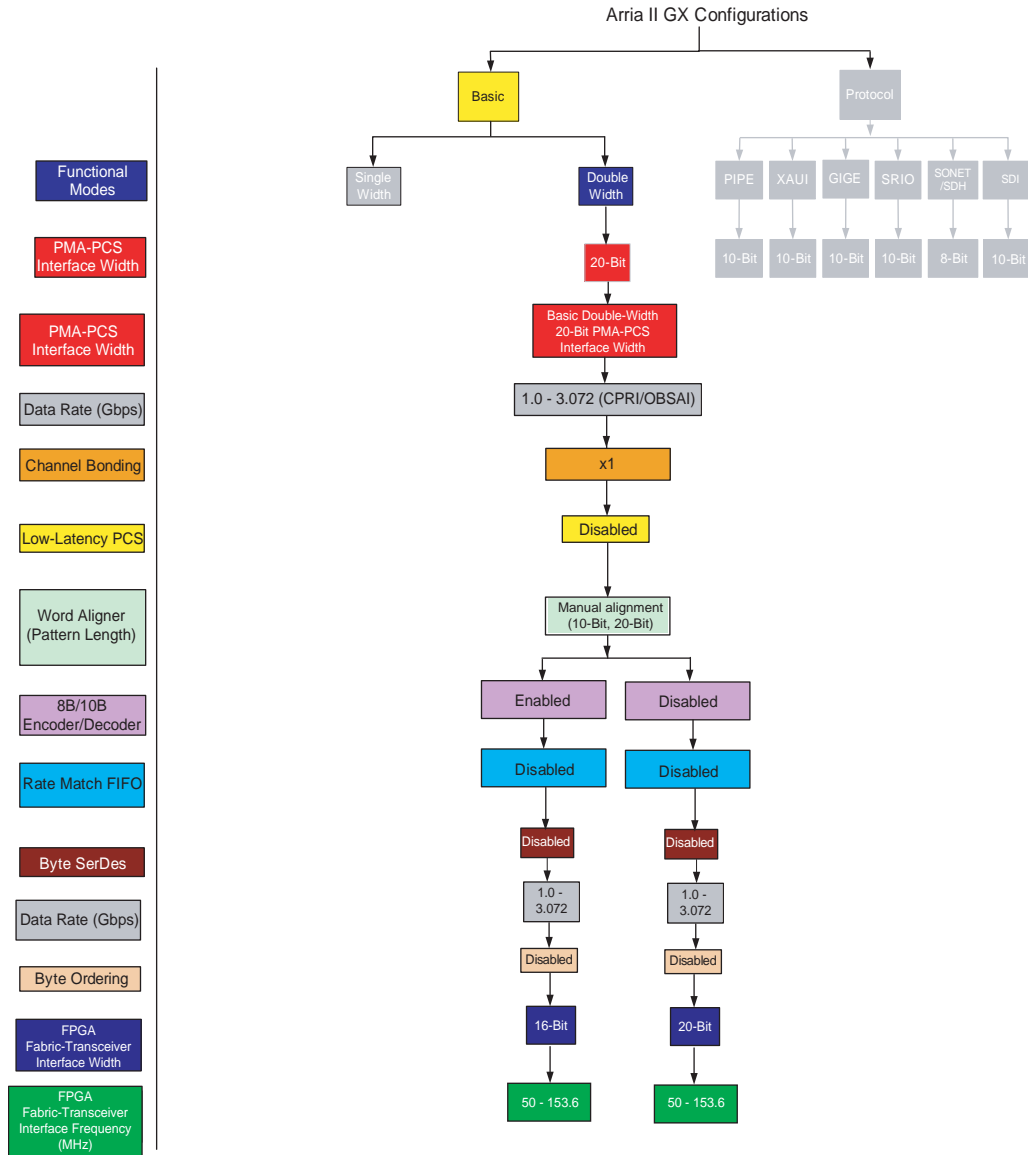 Arria II GX Configurations
Basic
Protocol
Functional
Modes
Single
Width
Double
Width
PIPE
XAUI
GIGE
SRIO
SONET
/SDH
SDI
PMA-PCS
Interface Width
20-Bit
10-Bit
10-Bit
10-Bit
10-Bit
8-Bit
10-Bit
PMA-PCS
Interface Width
Basic Double-Width
20-Bit PMA-PCS
Interface Width
Data Rate (Gbps)
1.0 - 3.072 (CPRI/OBSAI)
Channel Bonding
x1
Low-Latency PCS
Disabled
Word Aligner
(Pattern Length)
Manual alignment
(10-Bit, 20-Bit)
8B/10B
Encoder/Decoder
Enabled
Disabled
Rate Match FIFO
Disabled
Disabled
Byte SerDes
Disabled
Disabled
Data Rate (Gbps)
1.0 -
3.072
1.0 -
3.072
Byte Ordering
Disabled
Disabled
FPGA
Fabric-Transceiver
Interface Width
16-Bit
20-Bit
FPGA
Fabric-Transceiver
Interface Frequency
(MHz)
50 - 153.6
50 - 153.6